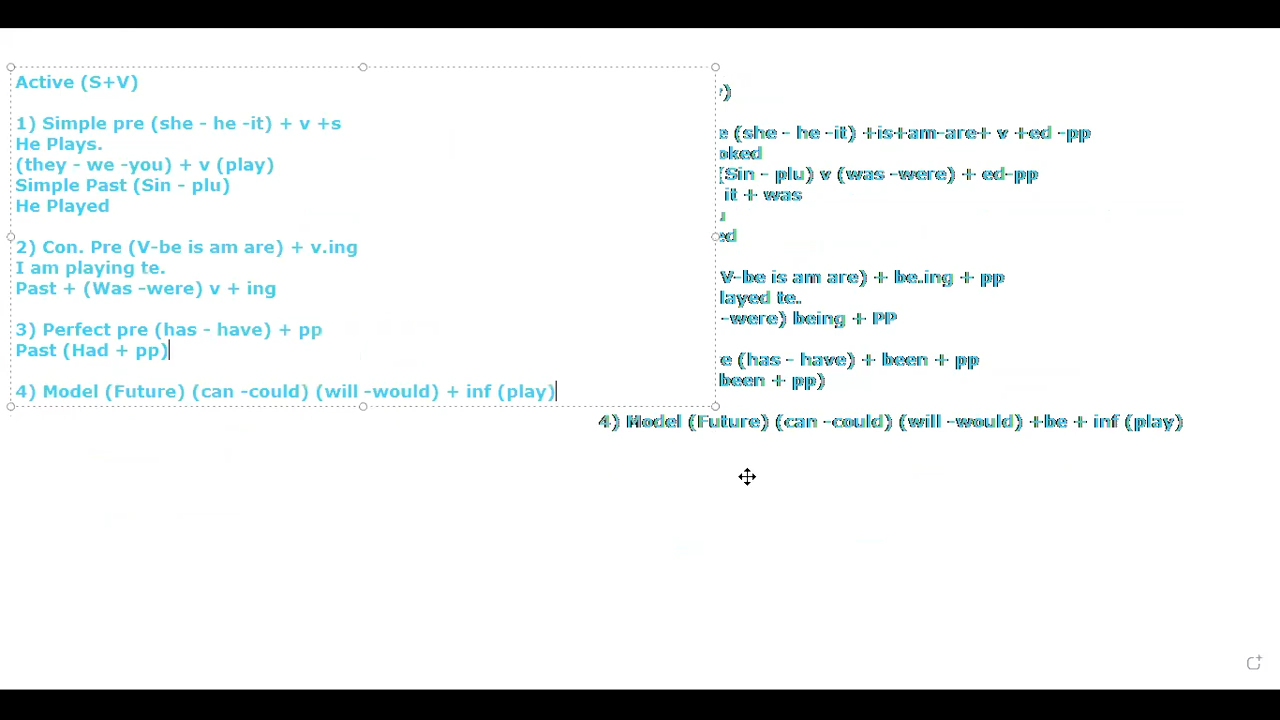 Active (S+V)
1) Simple pre (she - he -it) + v +s
He Plays.
(they - we -you) + v (play)
Simple Past (Sin - plu)
He Played
2) Con. Pre (V-be is am are) + v.ing
I am playing te.
Past + (Was -were) v + ing
3) Perfect pre (has - have) + pp
Past (Had + pp)
4) Model (Future) (can -could) (will -would) + inf (play)
(she - he -it) +is+am-are+ v +ed -pp
(Sin - plu) v (was -were) + ed-pp
it + was
V-be is am are) + be.ing + pp
te.
-were) being + PP
(has - have) + been + pp
been + pp)
4) Model (Future) (can -could) (will -would) +be + inf (play)